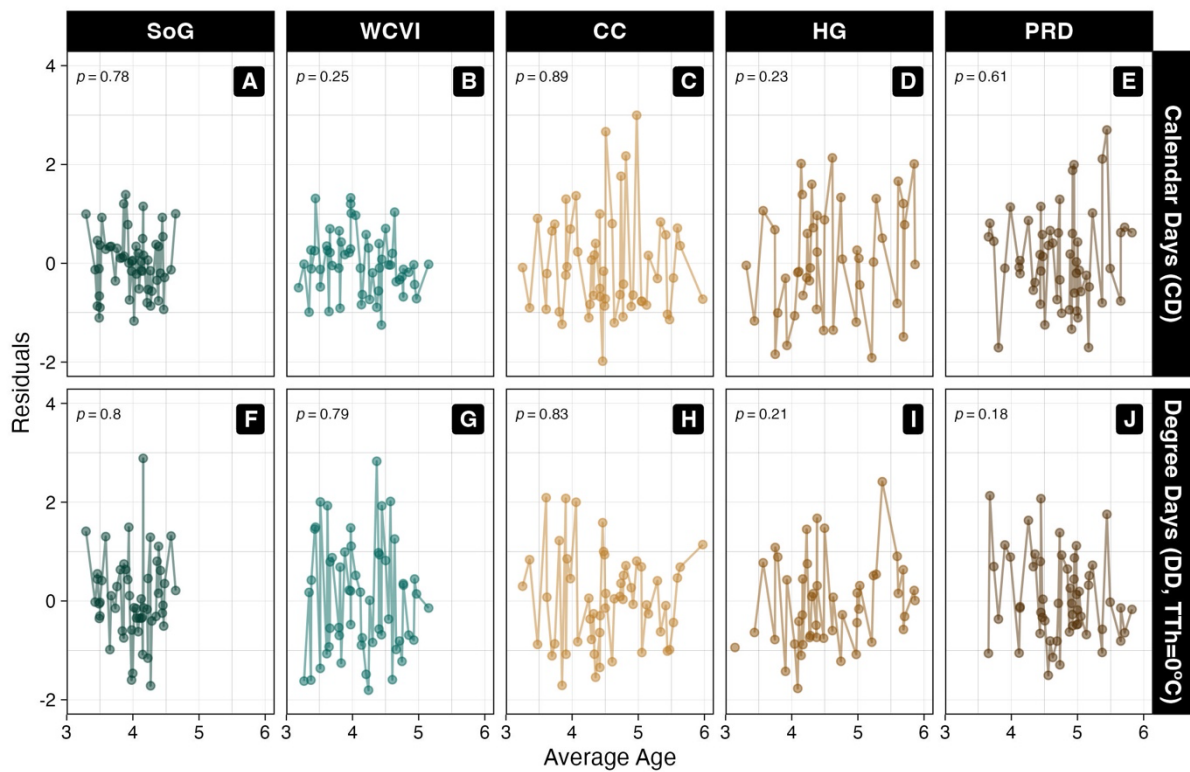 SoG WCVI CC HG PRD
4 p = 0.78 A p = 0.25 B p = 0.89 C p = 0.23 D p = 0.61 E
2
0
-2
Calendar Days (CD)
4 p = 0.8 F p = 0.79 G p = 0.83 H p = 0.21 I p = 0.18 J
2
0
-2
Degree Days (DD, TTh=0°C)
Residuals
3 4 5 6 3 4 5 6 3 4 5 6 3 4 5 6 3 4 5 6
Average Age